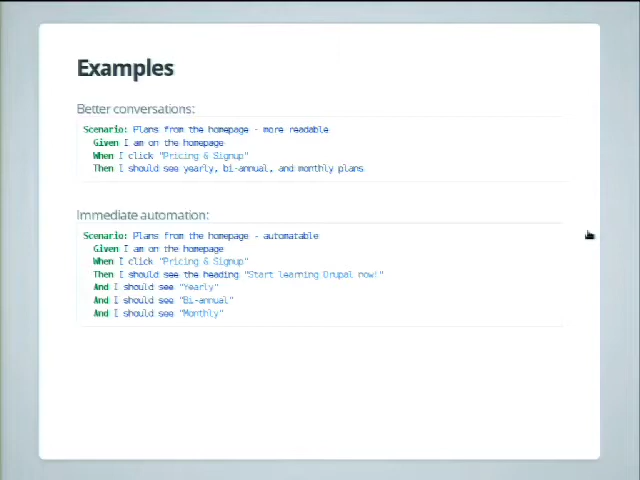 Examples
Better conversations:
Scenario: Plans from the homepage - more readable
Given I am on the homepage
When I click "Pricing & Signup"
Then I should see yearly, bi-annual, and monthly plans
Immediate automation:
Scenario: Plans from the homepage - automatable
Given I am on the homepage
When I click "Pricing & Signup"
Then I should see the heading "Start learning Drupal now!"
And I should see "Yearly"
And I should see "Bi-annual"
And I should see "Monthly"